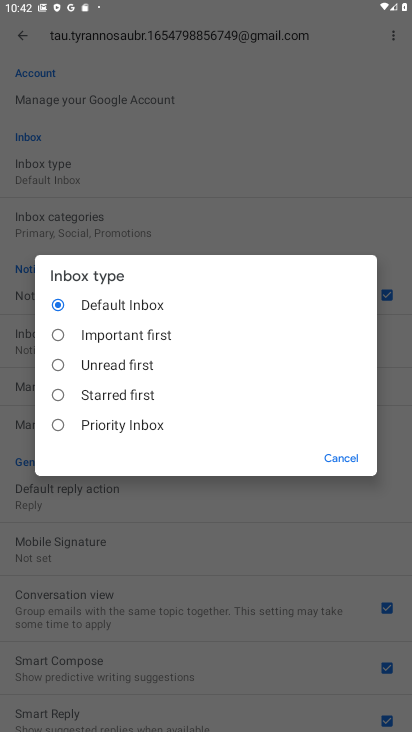 10:42
tau.tyrannosaubr.1654798856749@gmail.com
Account
Manage your Google Account
Inbox
Inbox type
Default Inbox
Inbox categories
Primary, Social, Promotions
Inbox type
Default Inbox
Important first
Unread first
Starred first
Priority Inbox
Cancel
Default reply action
Reply
Mobile Signature
Not set
Conversation view
Group emails with the same topic together. This setting may take
some time to apply
Smart Compose
Show predictive writing suggestions
Smart Reply
Show suggested replies when available